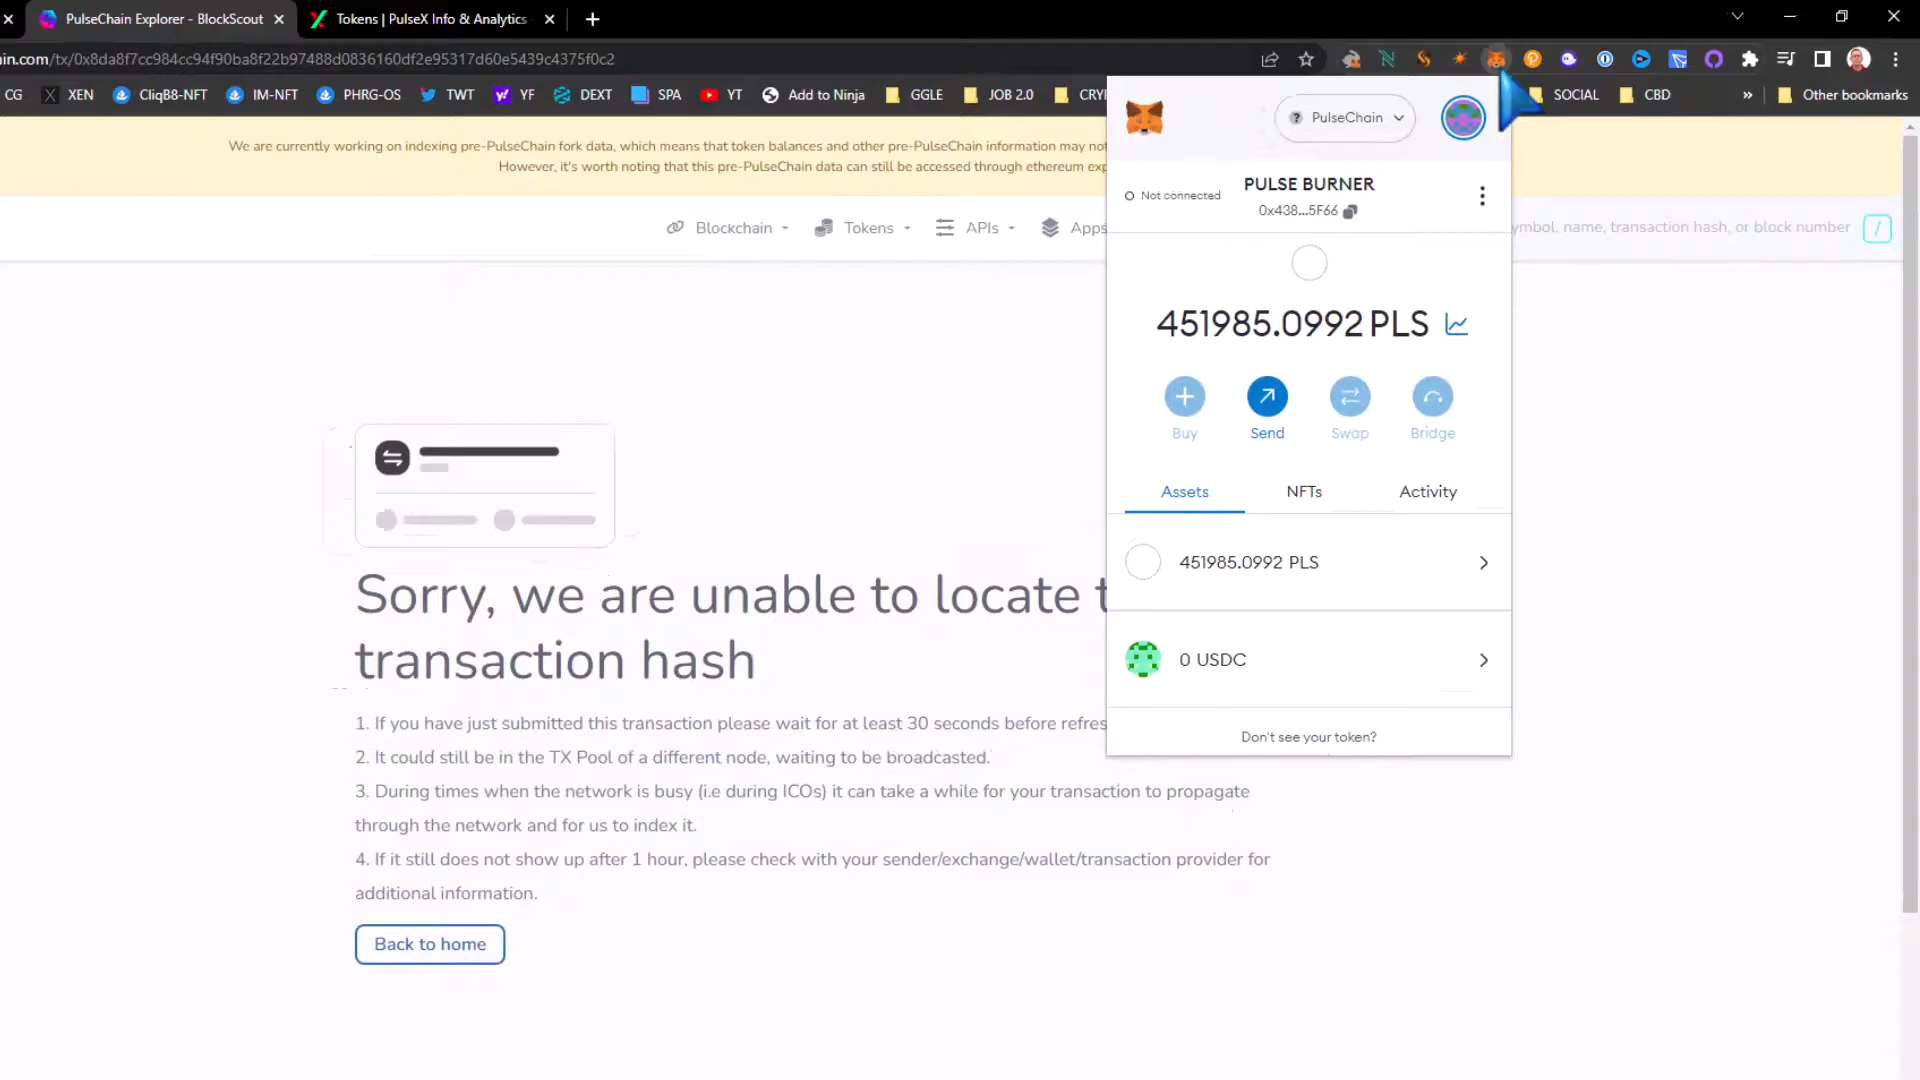 PulseChain Explorer - BlockScout
Tokens | PulseX Info & Analytics
in.com/tx/0x8da8f7cc984cc94f90ba8f22b97488d0836160df2e95317d60e5439c4375f0c2
CG XEN CliqB8-NFT IM-NFT PHRG-OS TWT YF DEXT SPA YT Add to Ninja GGLE JOB 2.0 CRY SOCIAL CBD » Other bookmarks
We are currently working on indexing pre-PulseChain fork data, which means that token balances and other pre-PulseChain information may not
However, it's worth noting that this pre-PulseChain data can still be accessed through ethereum exp
Blockchain Tokens APIs Apps
ymbol, name, transaction hash, or block number /
PulseChain
Not connected
PULSE BURNER
0x438...5F66
451985.0992 PLS
Buy Send Swap Bridge
Assets NFTs Activity
451985.0992 PLS
0 USDC
Don't see your token?
Sorry, we are unable to locate t
transaction hash
1. If you have just submitted this transaction please wait for at least 30 seconds before refres
2. It could still be in the TX Pool of a different node, waiting to be broadcasted.
3. During times when the network is busy (i.e during ICOs) it can take a while for your transaction to propagate
through the network and for us to index it.
4. If it still does not show up after 1 hour, please check with your sender/exchange/wallet/transaction provider for
additional information.
Back to home